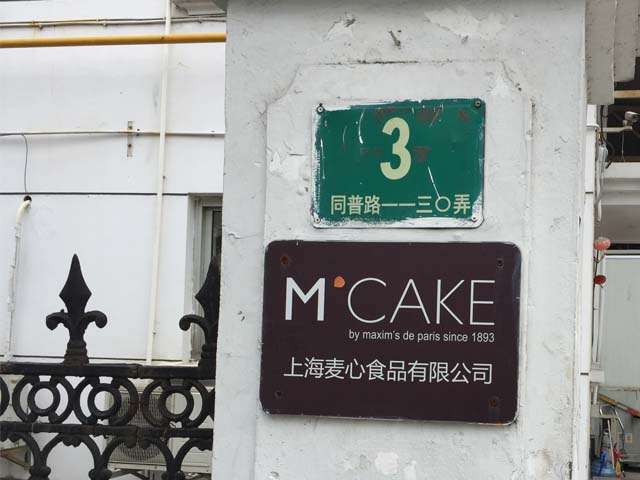 3
同普路一一三〇弄
M'CAKE
by maxim's de paris since 1893
上海麦心食品有限公司